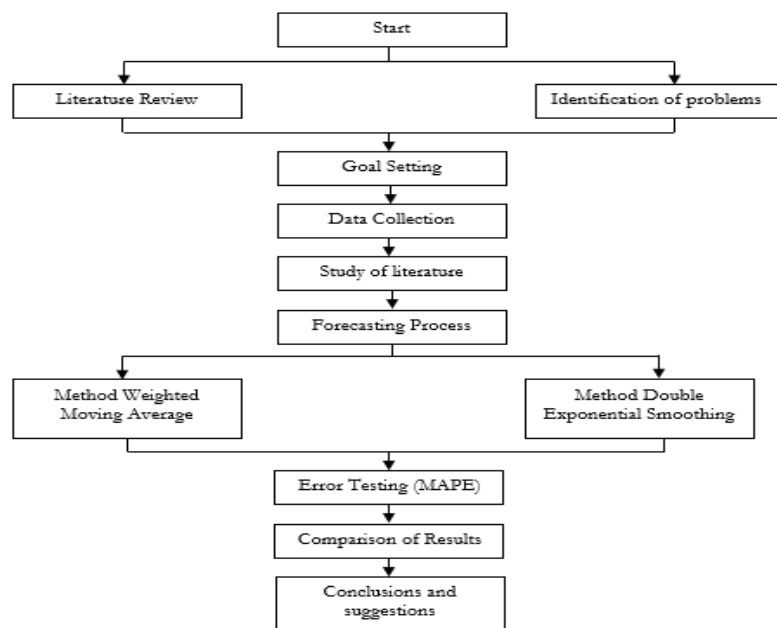 Start
Literature Review
Identification of problems
Goal Setting
Data Collection
Study of literature
Forecasting Process
Method Weighted
Moving Average
Method Double
Exponential Smoothing
Error Testing (MAPE)
Comparison of Results
Conclusions and
suggestions